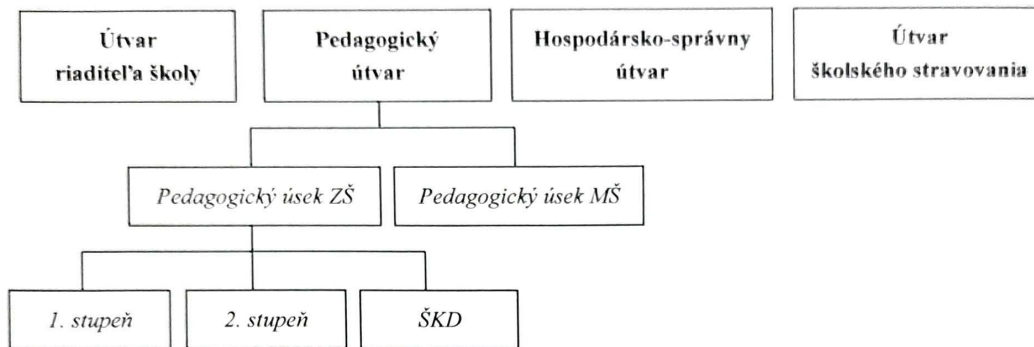 Útvar
riaditeľa školy
Pedagogický
útvar
Hospodársko-správny
útvar
Útvar
školského stravovania
Pedagogický úsek ZŠ
Pedagogický úsek MŠ
1. stupeň
2. stupeň
ŠKD